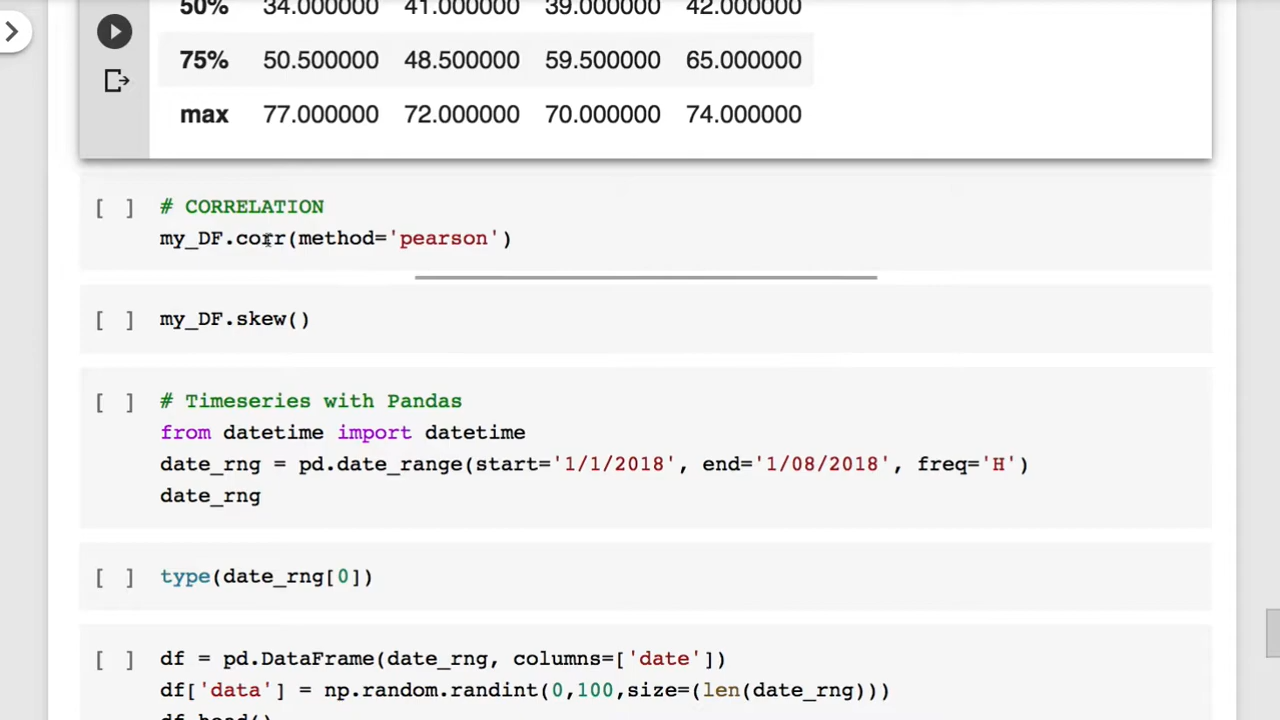 50% 34.000000 41.000000 39.000000 42.000000
75% 50.500000 48.500000 59.500000 65.000000
max 77.000000 72.000000 70.000000 74.000000
[ ] # CORRELATION
my_DF.corr(method='pearson')
[ ] my_DF.skew()
[ ] # Timeseries with Pandas
from datetime import datetime
date_rng = pd.date_range(start='1/1/2018', end='1/08/2018', freq='H')
date_rng
[ ] type(date_rng[0])
[ ] df = pd.DataFrame(date_rng, columns=['date'])
df['data'] = np.random.randint(0,100,size=(len(date_rng)))
df.head()